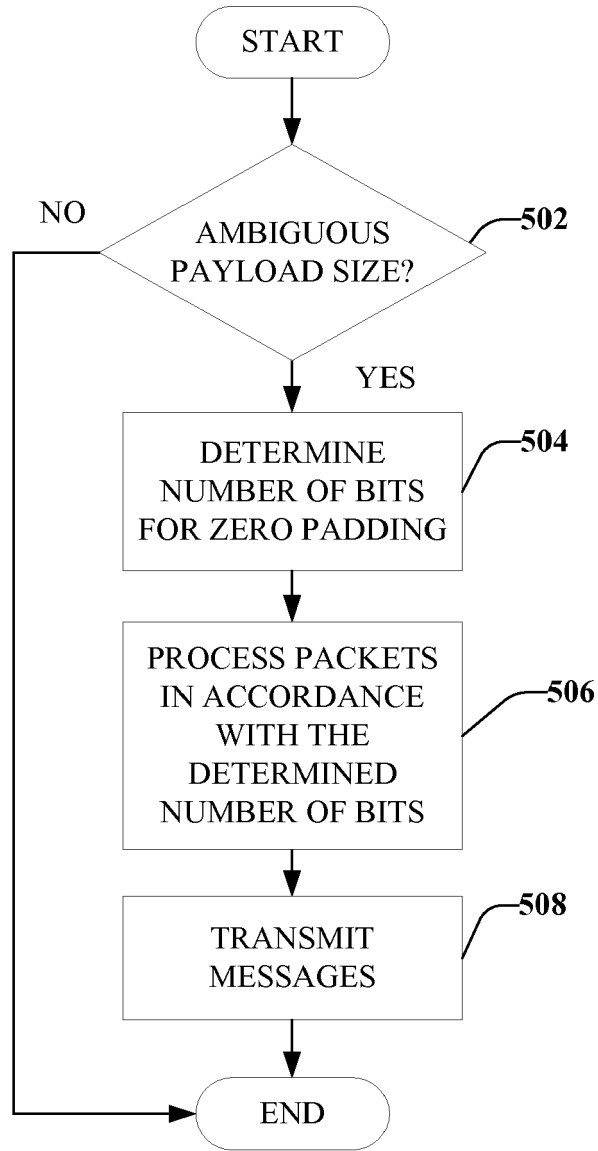 START
NO
502
AMBIGUOUS
PAYLOAD SIZE?
YES
504
DETERMINE
NUMBER OF BITS
FOR ZERO PADDING
506
PROCESS PACKETS
IN ACCORDANCE
WITH THE
DETERMINED
NUMBER OF BITS
508
TRANSMIT
MESSAGES
END